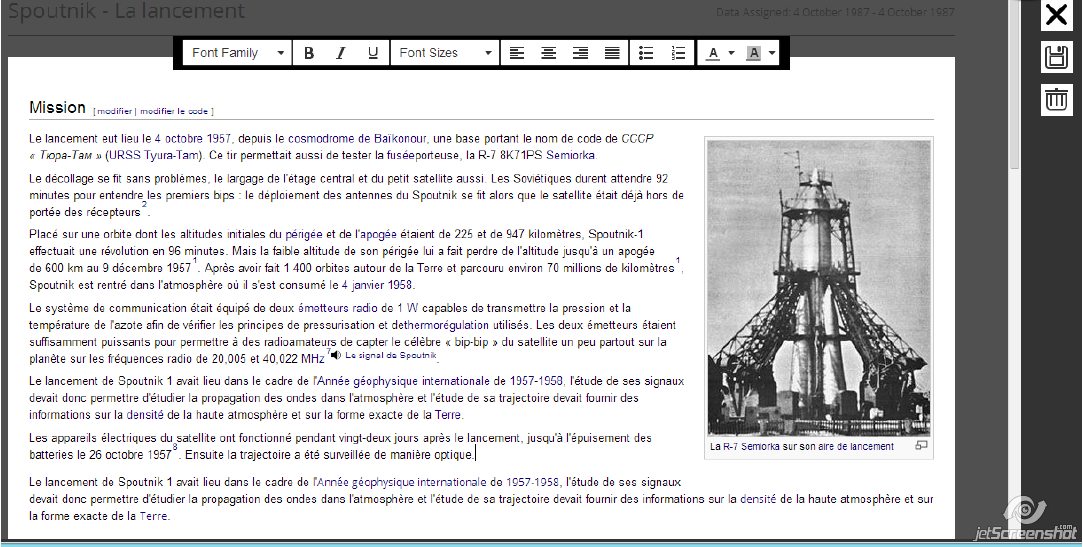 Spoutnik - La lancement
Data Assigned: 4 October 1987 - 4 October 1987
Font Family B I U Font Sizes A A
Mission [ modifier | modifier le code ]
Le lancement eut lieu le 4 octobre 1957, depuis le cosmodrome de Baïkonour, une base portant le nom de code de СССР
« Тюра-Там » (URSS Tyura-Tam). Ce tir permettait aussi de tester la fuséeporteuse, la R-7 8K71PS Semiorka.
Le décollage se fit sans problèmes, le largage de l'étage central et du petit satellite aussi. Les Soviétiques durent attendre 92
minutes pour entendre les premiers bips : le déploiement des antennes du Spoutnik se fit alors que le satellite était déjà hors de
portée des récepteurs 2.
Placé sur une orbite dont les altitudes initiales du périgée et de l'apogée étaient de 225 et de 947 kilomètres, Spoutnik-1
effectuait une révolution en 96 minutes. Mais la faible altitude de son périgée lui a fait perdre de l'altitude jusqu'à un apogée
de 600 km au 9 décembre 1957 1. Après avoir fait 1 400 orbites autour de la Terre et parcouru environ 70 millions de kilomètres 1,
Spoutnik est rentré dans l'atmosphère où il s'est consumé le 4 janvier 1958.
Le système de communication était équipé de deux émetteurs radio de 1 W capables de transmettre la pression et la
température de l'azote afin de vérifier les principes de pressurisation et dethermorégulation utilisés. Les deux émetteurs étaient
suffisamment puissants pour permettre à des radioamateurs de capter le célèbre « bip-bip » du satellite un peu partout sur la
planète sur les fréquences radio de 20,005 et 40,022 MHz 7 Le signal de Spoutnik.
Le lancement de Spoutnik 1 avait lieu dans le cadre de l'Année géophysique internationale de 1957-1958, l'étude de ses signaux
devait donc permettre d'étudier la propagation des ondes dans l'atmosphère et l'étude de sa trajectoire devait fournir des
informations sur la densité de la haute atmosphère et sur la forme exacte de la Terre.
Les appareils électriques du satellite ont fonctionné pendant vingt-deux jours après le lancement, jusqu'à l'épuisement des
batteries le 26 octobre 1957 8. Ensuite la trajectoire a été surveillée de manière optique.
La R-7 Semiorka sur son aire de lancement
Le lancement de Spoutnik 1 avait lieu dans le cadre de l'Année géophysique internationale de 1957-1958, l'étude de ses signaux
devait donc permettre d'étudier la propagation des ondes dans l'atmosphère et l'étude de sa trajectoire devait fournir des informations sur la densité de la haute atmosphère et sur
la forme exacte de la Terre.
jetScreenshot.com